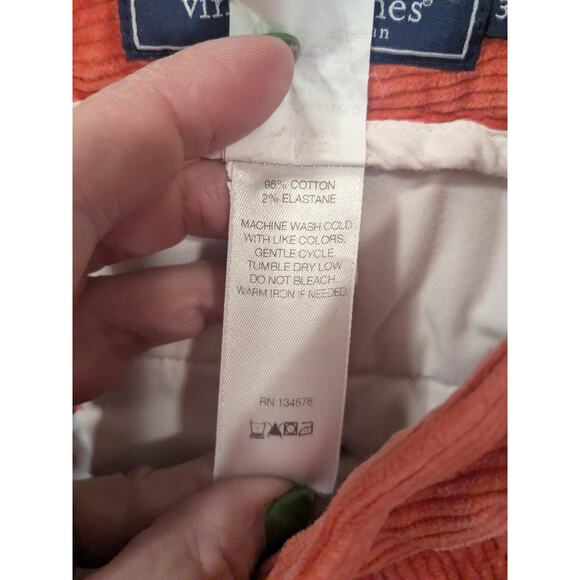 98% COTTON
2% ELASTANE
MACHINE WASH COLD
WITH LIKE COLORS,
GENTLE CYCLE.
TUMBLE DRY LOW
DO NOT BLEACH.
WARM IRON IF NEEDED.
RN 134576